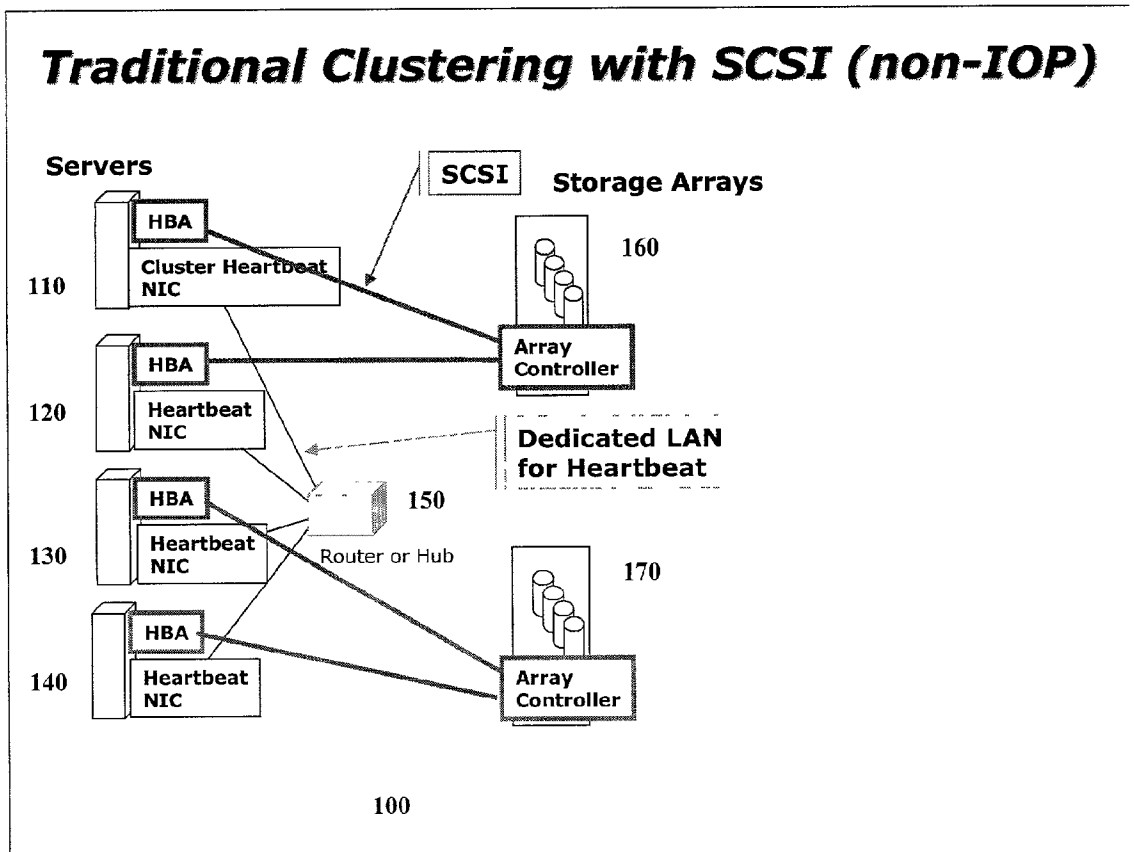 Traditional Clustering with SCSI (non-IOP)
Servers
SCSI
Storage Arrays
HBA
160
Cluster Heartbeat
NIC
110
HBA
Array
Controller
120
Heartbeat
NIC
Dedicated LAN
for Heartbeat
HBA
150
130
Heartbeat
NIC
Router or Hub
170
HBA
140
Heartbeat
NIC
Array
Controller
100